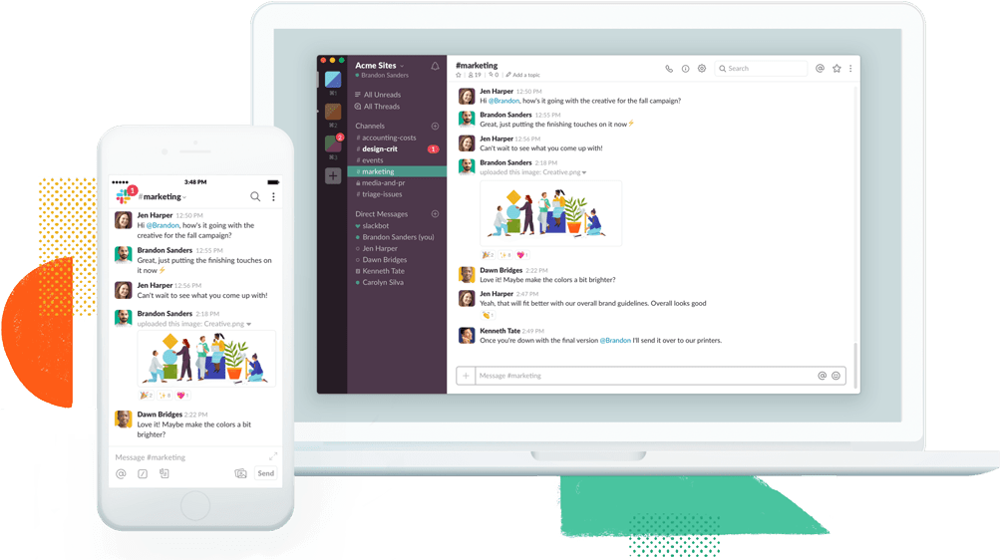 3:48 PM
1
#marketing
Jen Harper 12:50 PM
Hi @Brandon, how's it going with the
creative for the fall campaign?
Brandon Sanders 12:55 PM
Great, just putting the finishing touches on
it now⚡
Jen Harper 12:56 PM
Can't wait to see what you come up with!
Brandon Sanders 2:18 PM
uploaded this image: Creative.png
2 8 1
Dawn Bridges 2:22 PM
Love it! Maybe make the colors a bit
brighter?
Message #marketing
Send
⌘1
⌘2
2
⌘3
Acme Sites
Brandon Sanders
All Unreads
All Threads
Channels
# accounting-costs
# design-crit 1
# events
# marketing
media-and-pr
# triage-issues
Direct Messages
slackbot
Brandon Sanders (you)
Jen Harper
Dawn Bridges
Kenneth Tate
Carolyn Silva
#marketing
19 | 0 | Add a topic
Search
Jen Harper 12:50 PM
Hi @Brandon, how's it going with the creative for the fall campaign?
Brandon Sanders 12:55 PM
Great, just putting the finishing touches on it now⚡
Jen Harper 12:56 PM
Can't wait to see what you come up with!
Brandon Sanders 2:18 PM
uploaded this image: Creative.png
2 8 1
Dawn Bridges 2:22 PM
Love it! Maybe make the colors a bit brighter?
Jen Harper 2:47 PM
Yeah, that will fit better with our overall brand guidelines. Overall looks good
1
Kenneth Tate 2:49 PM
Once you're down with the final version @Brandon I'll send it over to our printers.
Message #marketing